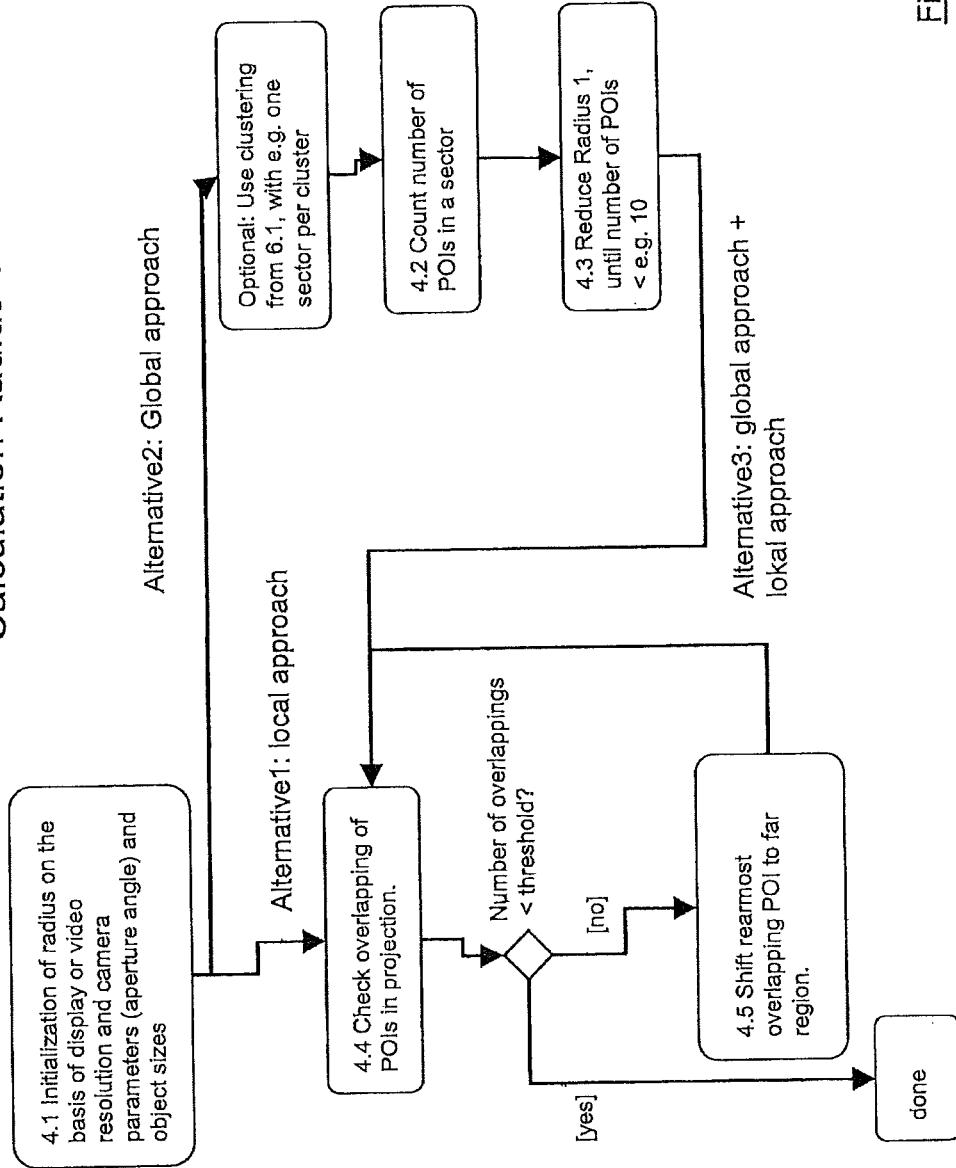 4.1 Initialization of radius on the
basis of display or video
resolution and camera
parameters (aperture angle) and
object sizes
Alternative2: Global approach
Optional: Use clustering
from 6.1, with e.g. one
sector per cluster
4.2 Count number of
POIs in a sector
4.3 Reduce Radius 1,
until number of POIs
< e.g. 10
Alternative1: local approach
4.4 Check overlapping of
POIs in projection.
Alternative3: global approach +
lokal approach
Number of overlappings
< threshold?
[no]
[yes]
4.5 Shift rearmost
overlapping POI to far
region.
done